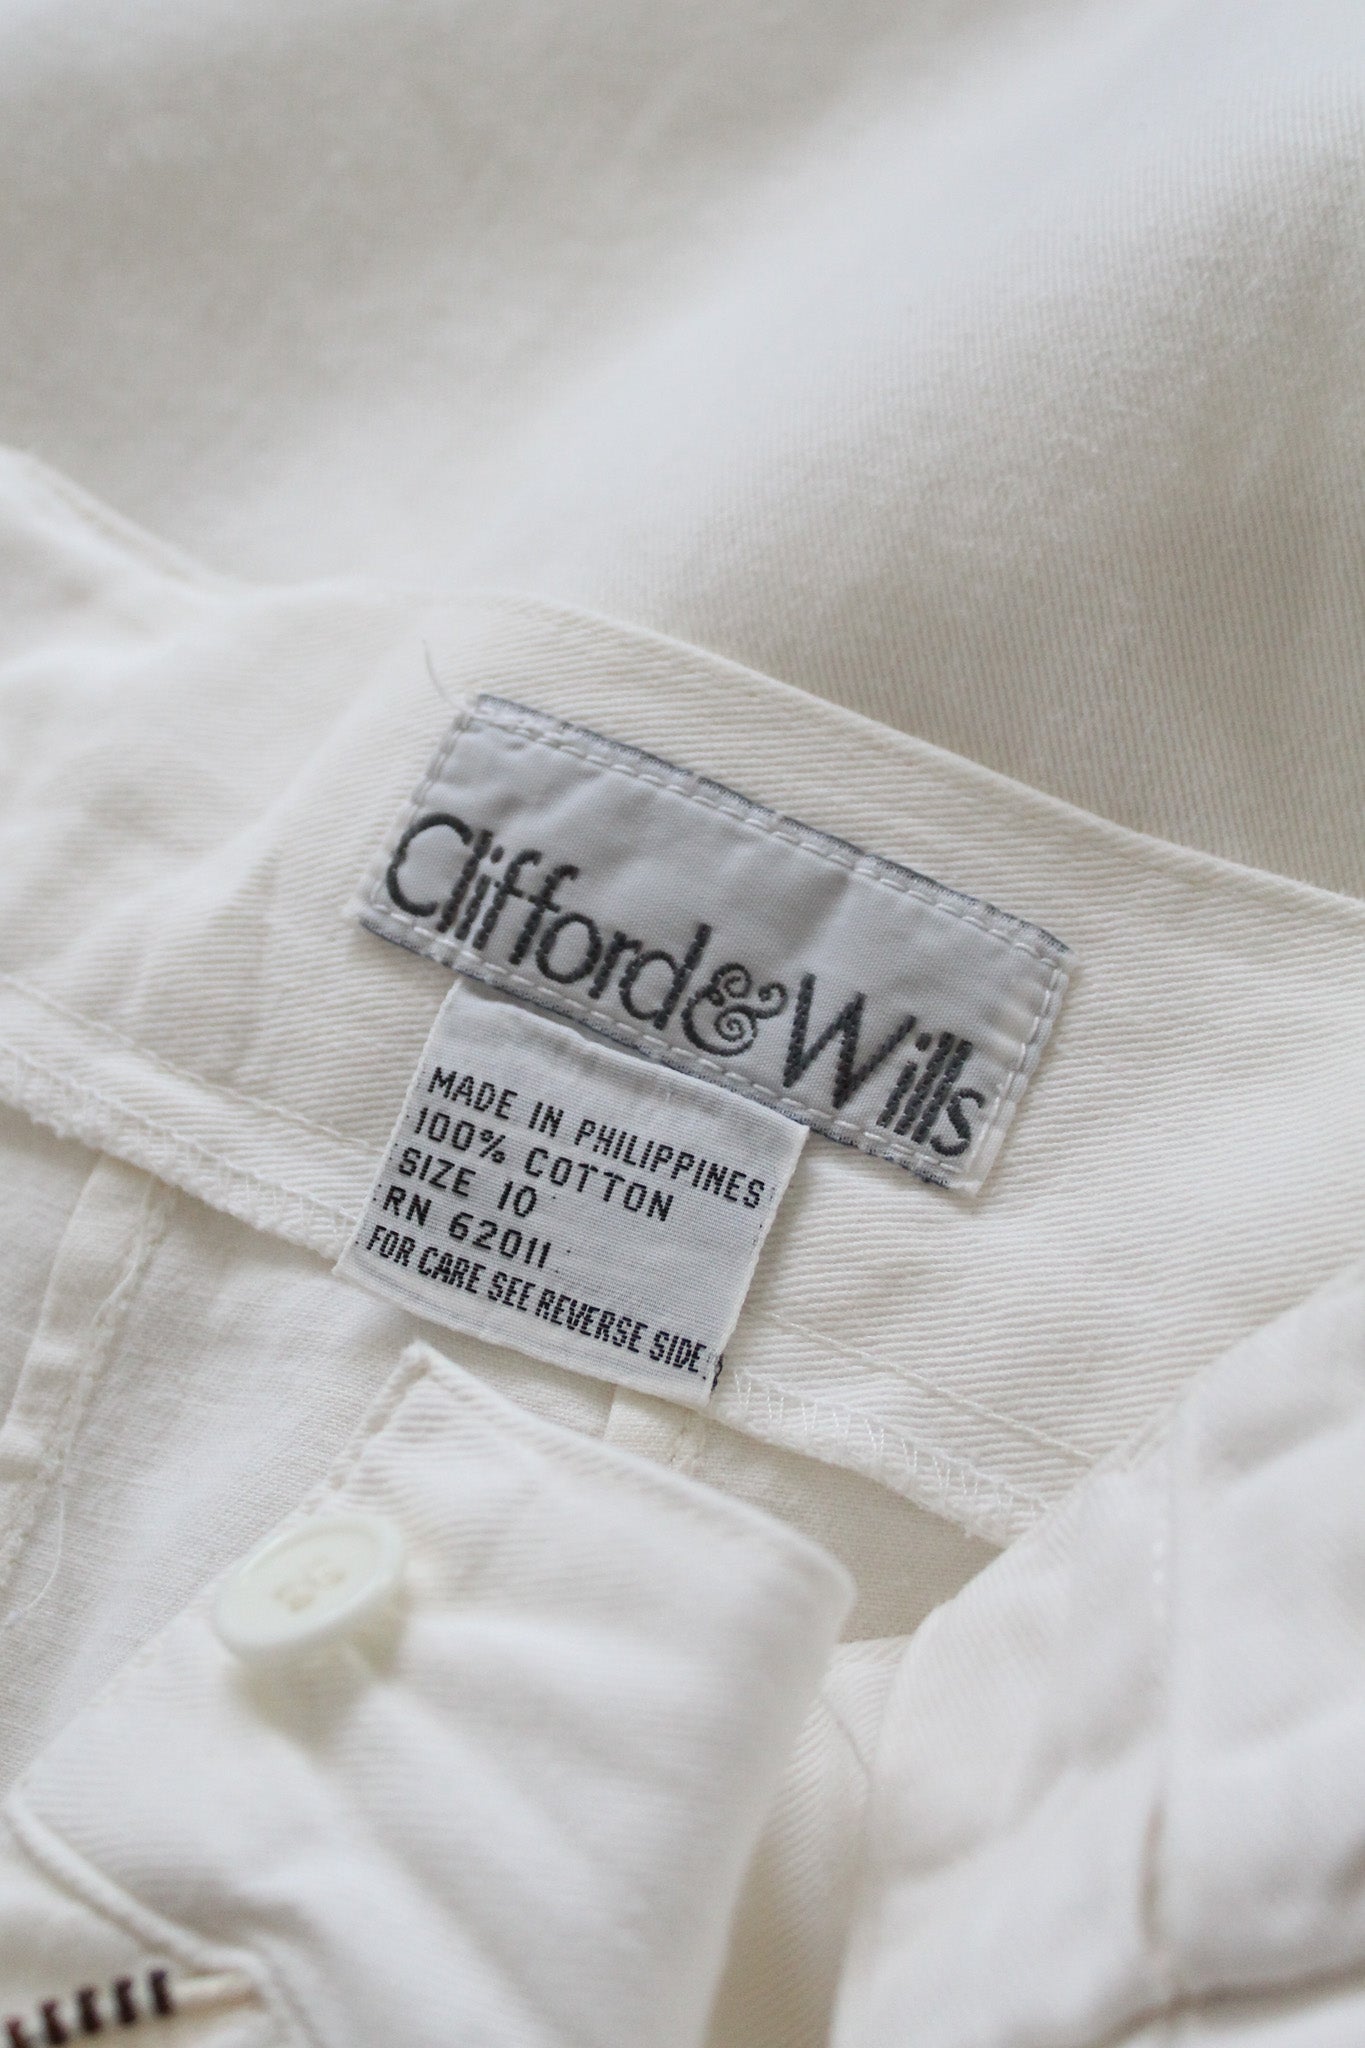 Clifford & Wills
MADE IN PHILIPPINES
100% COTTON
SIZE 10
RN 62011
FOR CARE SEE REVERSE SIDE